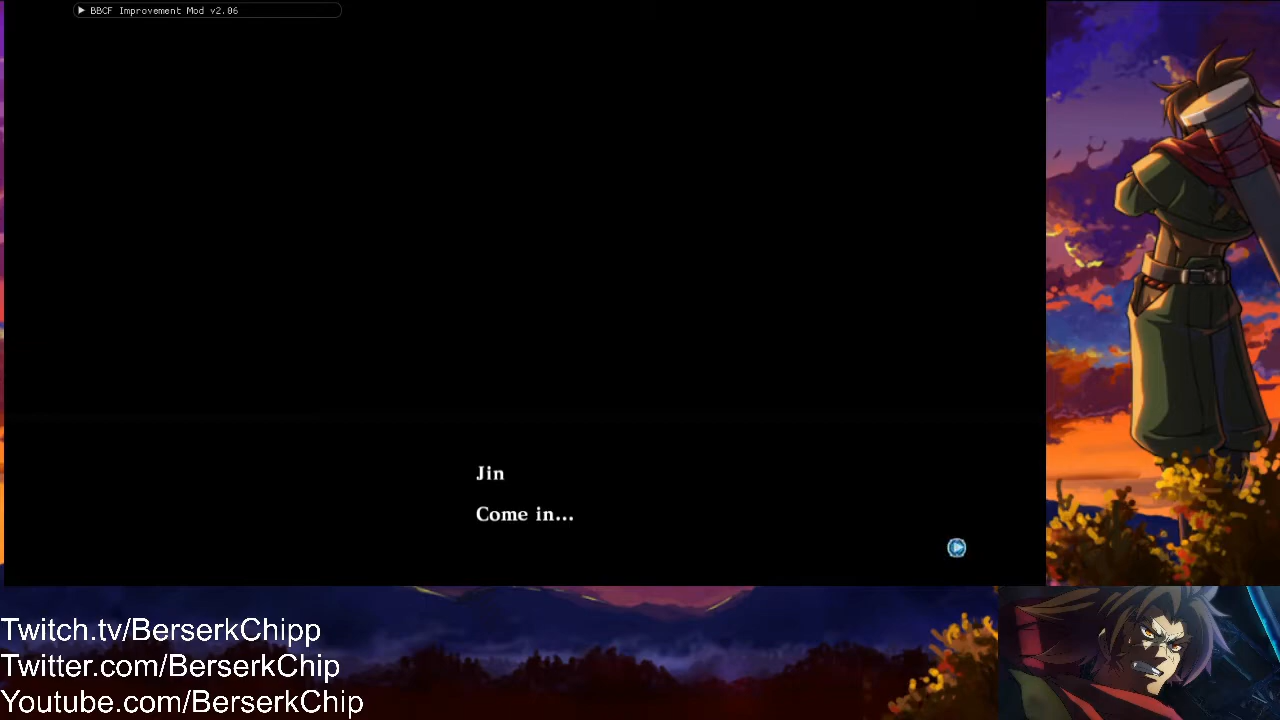 BBCF Improvement Mod v2.06
Jin
Come in...
Twitch.tv/BerserkChipp
Twitter.com/BerserkChip
Youtube.com/BerserkChip